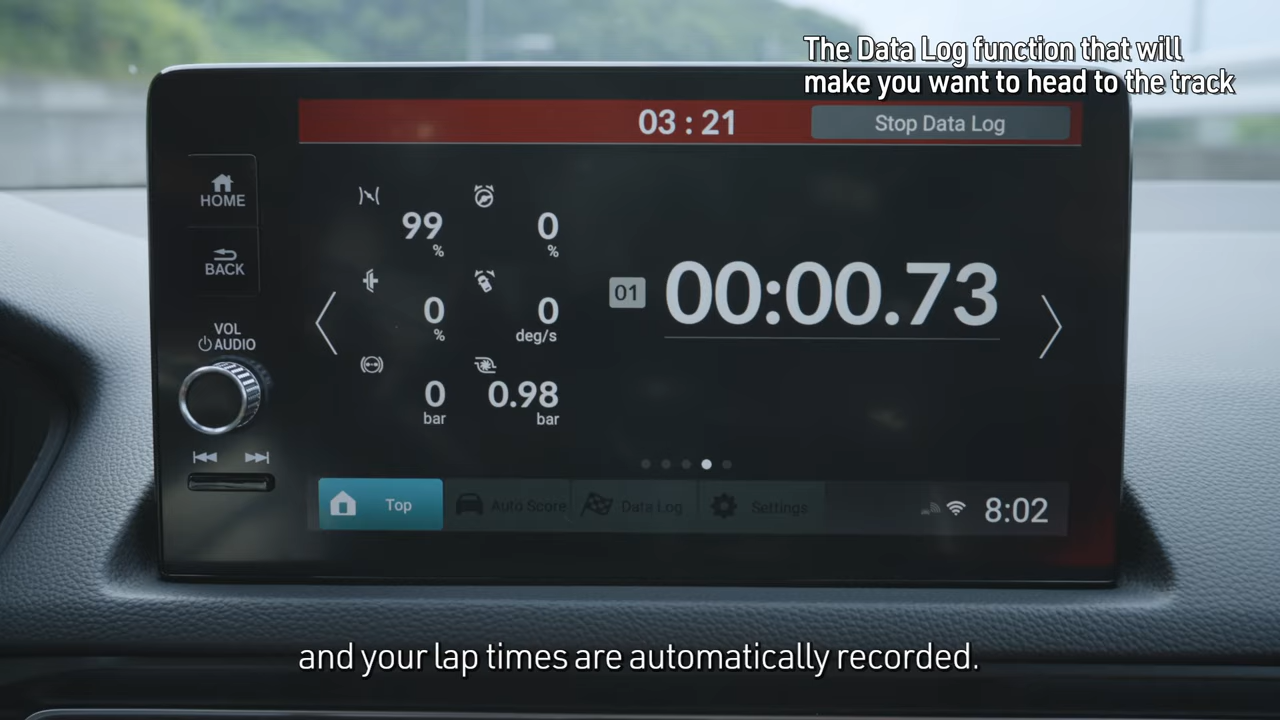 The Data Log function that will
make you want to head to the track
03 : 21
Stop Data Log
HOME
BACK
VOL
AUDIO
99
%
0
%
0
%
0
deg/s
0
bar
0.98
bar
01
00:00.73
Top
Auto Score
Data Log
Settings
8:02
and your lap times are automatically recorded.